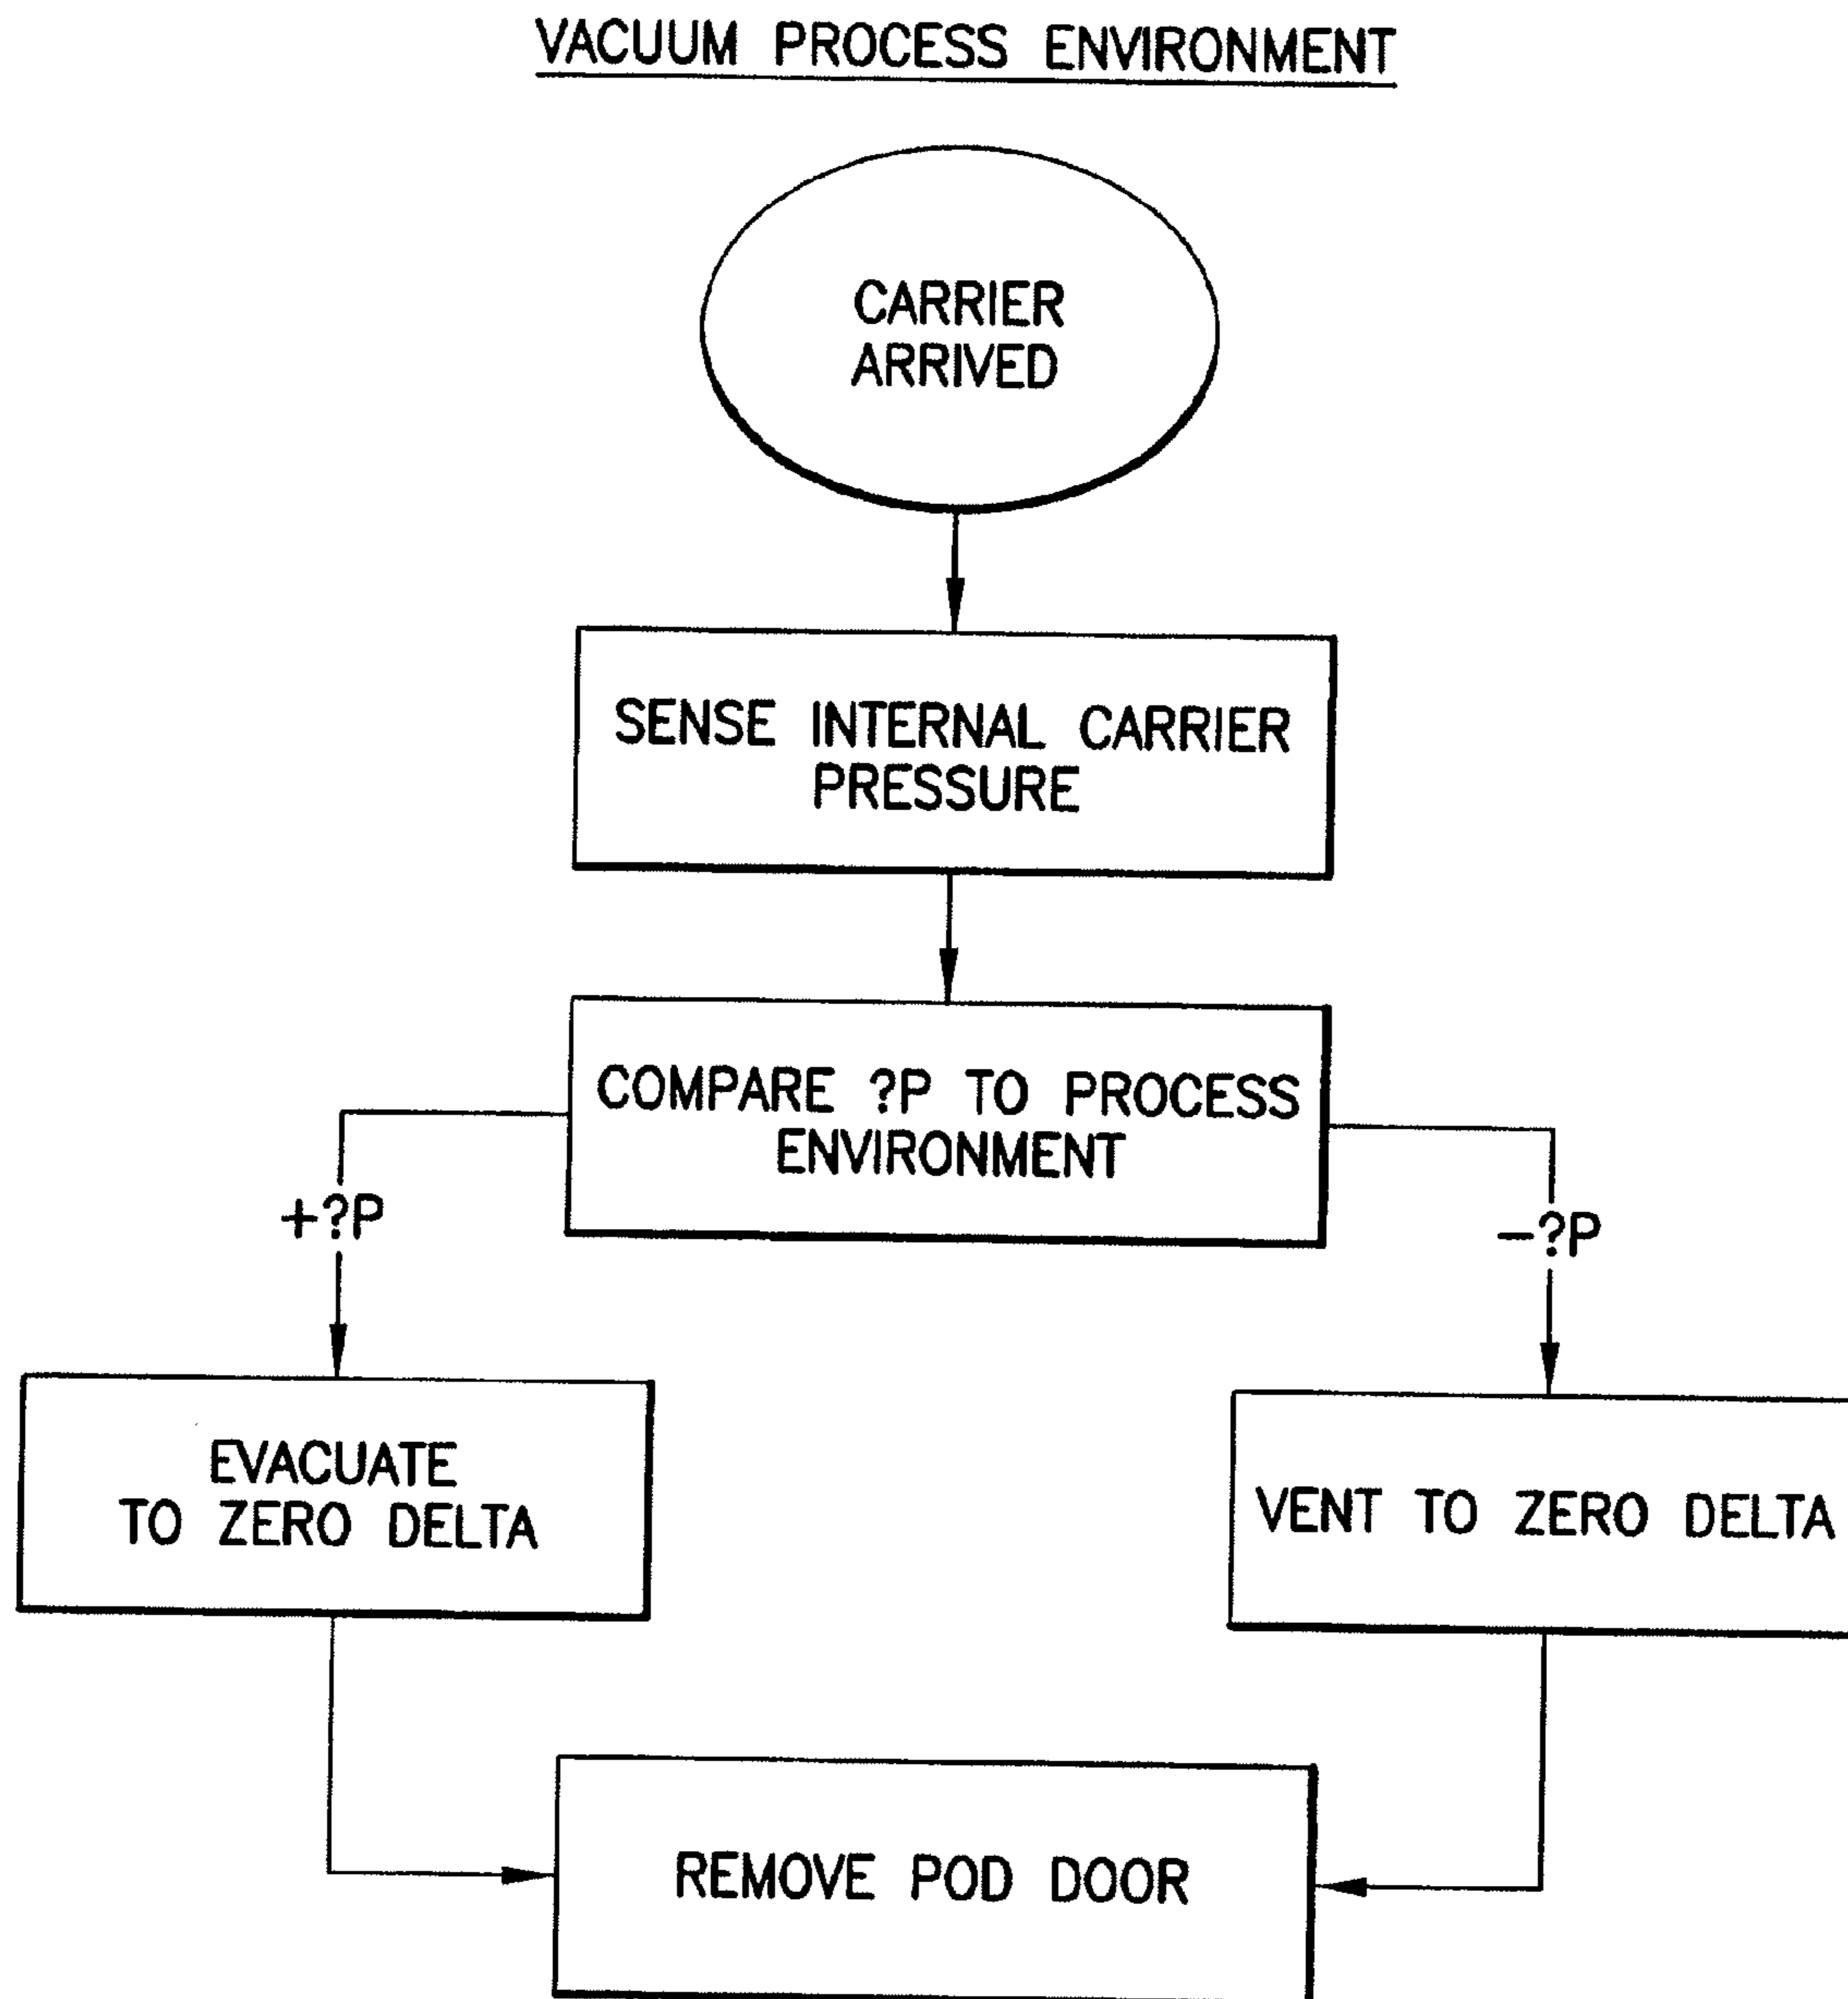 VACUUM PROCESS ENVIRONMENT
CARRIER
ARRIVED
SENSE INTERNAL CARRIER
PRESSURE
COMPARE ?P TO PROCESS
ENVIRONMENT
+?P
-?P
EVACUATE
TO ZERO DELTA
VENT TO ZERO DELTA
REMOVE POD DOOR